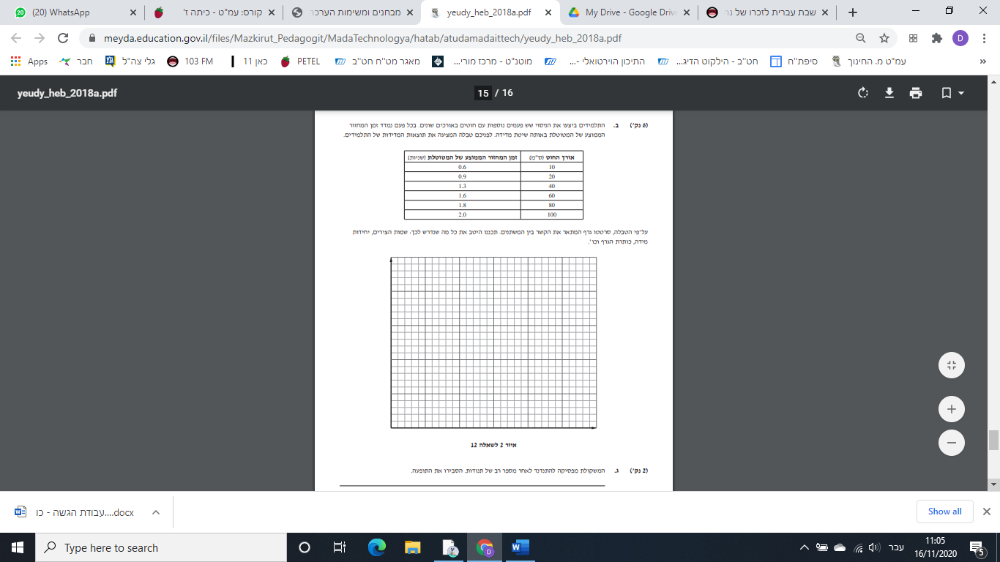 (20) WhatsApp
קורס: עמ"ט - כיתה ז'
מבחנים ומשימות הערכה
yeudy_heb_2018a.pdf
My Drive - Google Drive
שבת עברית לזכרו של
meyda.education.gov.il/files/Mazkirut_Pedagogit/MadaTechnologya/hatab/atudamadaittech/yeudy_heb_2018a.pdf
D
Apps
חבר
גלי צה"ל
103 FM
כאן 11
PETEL
מאגר מט"ח חט"ב
מוטנ"ט - מרכז מורי...
התיכון הוירטואלי -...
חט"ב - הילקוט הדיג...
סיפת"ח
עמ"ט מ. החינוך
»
yeudy_heb_2018a.pdf
15 / 16
(6 נק') ב. התלמידים ביצעו את הניסוי שש פעמים נוספות עם חוטים באורכים שונים. בכל פעם נמדד זמן המחזור
הממוצע של המטוטלת באותה שיטת מדידה. לפניכם טבלה המציגה את תוצאות המדידות של התלמידים.
אורך החוט (ס"מ) זמן המחזור הממוצע של המטוטלת (שניות)
10 0.6
20 0.9
40 1.3
60 1.6
80 1.8
100 2.0
על-פי הטבלה, סרטטו גרף המתאר את הקשר בין המשתנים. תכננו היטב את כל מה שנדרש לכך: שמות הצירים, יחידות
מידה, כותרת הגרף וכו'.
איור 2 לשאלה 12
(2 נק') ג. המשקולת מפסיקה להתנדנד לאחר מספר רב של תנודות. הסבירו את התופעה.
עבודת הגשה - כו....docx
Show all
Type here to search
עבר
11:05
16/11/2020
5